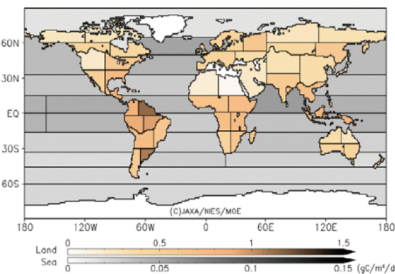 60N
30N
EQ
30S
60S
(C)JAXA/NIES/MOE
180 120W 60W 0 60E 120E 180
Land 0 0.5 1 1.5
Sea 0 0.05 0.1 0.15 (gC/m²/d